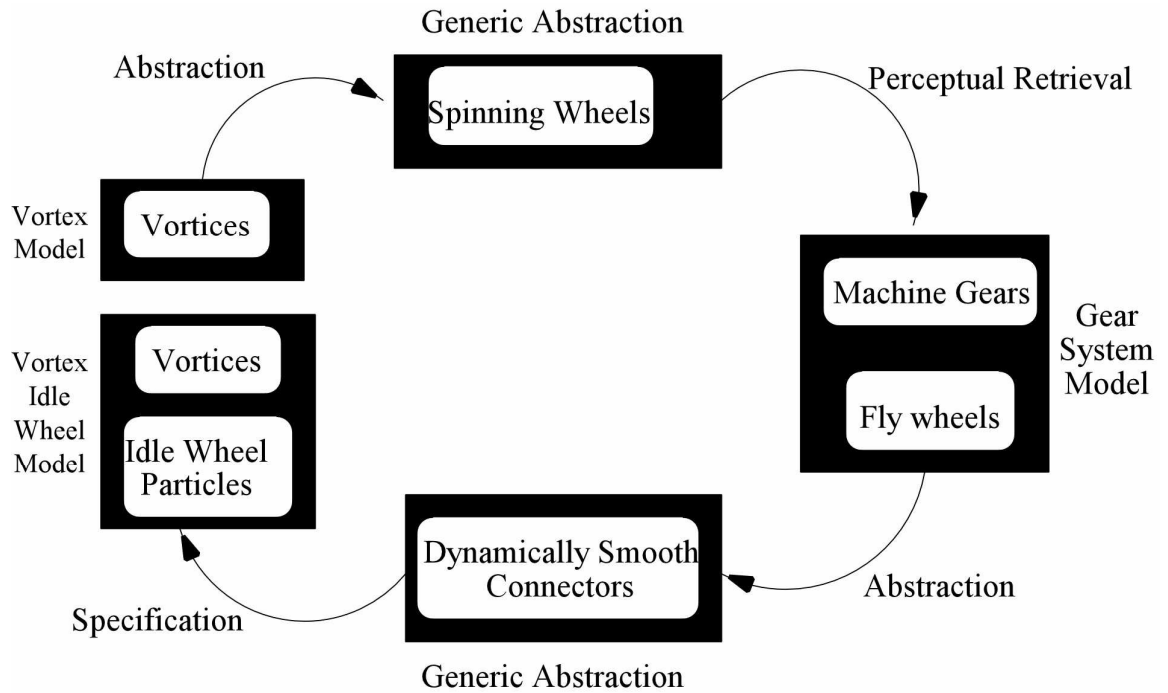 Generic Abstraction
Abstraction
Spinning Wheels
Perceptual Retrieval
Vortex
Model
Vortices
Machine Gears
Fly wheels
Gear
System
Model
Vortex
Idle
Wheel
Model
Vortices
Idle Wheel
Particles
Dynamically Smooth
Connectors
Abstraction
Specification
Generic Abstraction